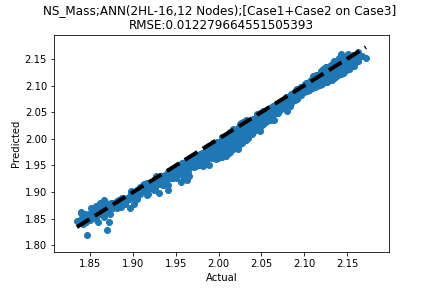 NS_Mass;ANN(2HL-16,12 Nodes);[Case1+Case2 on Case3]
RMSE:0.012279664551505393
2.15
2.10
2.05
2.00
1.95
1.90
1.85
1.80
Predicted
1.85 1.90 1.95 2.00 2.05 2.10 2.15
Actual